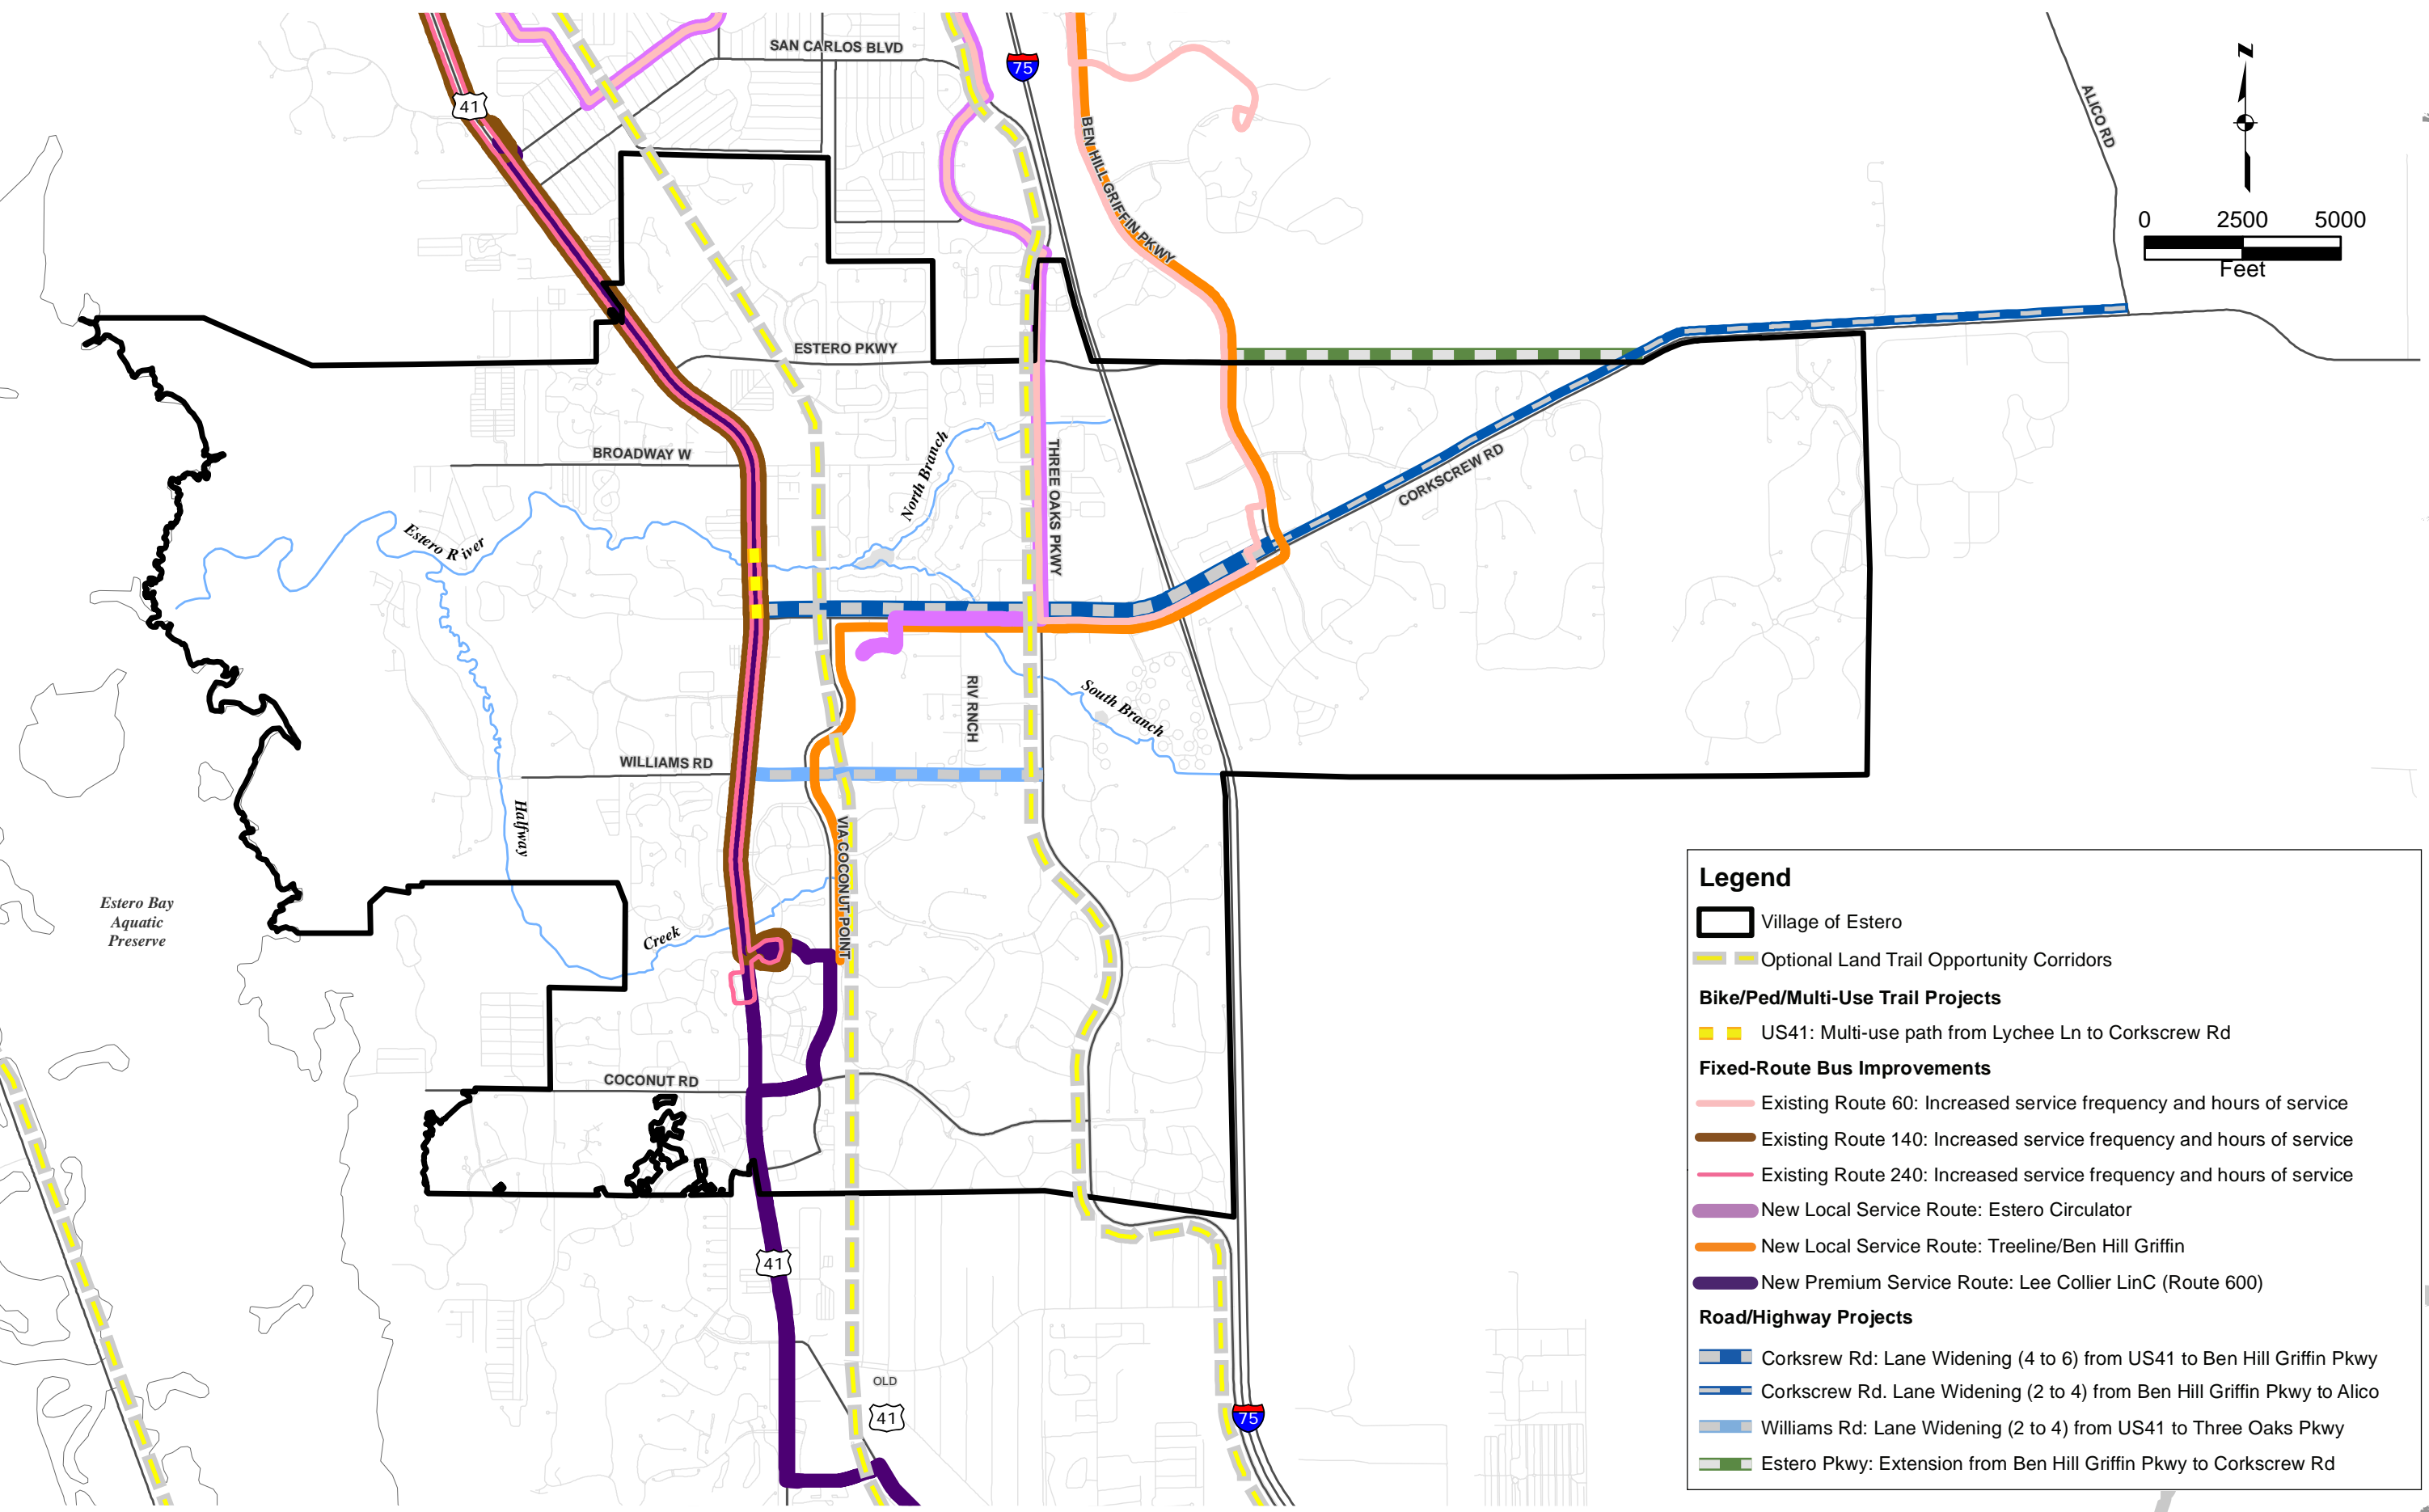 SAN CARLOS BLVD
75
41
BEN HILL GRIFFIN PKWY
ALICO RD
N
0 2500 5000
Feet
ESTERO PKWY
BROADWAY W
North Branch
THREE OAKS PKWY
CORKSCREW RD
Estero River
RIV RNCH
South Branch
WILLIAMS RD
Halfway
VIA COCONUT POINT
Creek
Estero Bay
Aquatic
Preserve
COCONUT RD
41
OLD
41
75
Legend
Village of Estero
Optional Land Trail Opportunity Corridors
Bike/Ped/Multi-Use Trail Projects
US41: Multi-use path from Lychee Ln to Corkscrew Rd
Fixed-Route Bus Improvements
Existing Route 60: Increased service frequency and hours of service
Existing Route 140: Increased service frequency and hours of service
Existing Route 240: Increased service frequency and hours of service
New Local Service Route: Estero Circulator
New Local Service Route: Treeline/Ben Hill Griffin
New Premium Service Route: Lee Collier LinC (Route 600)
Road/Highway Projects
Corksrew Rd: Lane Widening (4 to 6) from US41 to Ben Hill Griffin Pkwy
Corkscrew Rd. Lane Widening (2 to 4) from Ben Hill Griffin Pkwy to Alico
Williams Rd: Lane Widening (2 to 4) from US41 to Three Oaks Pkwy
Estero Pkwy: Extension from Ben Hill Griffin Pkwy to Corkscrew Rd